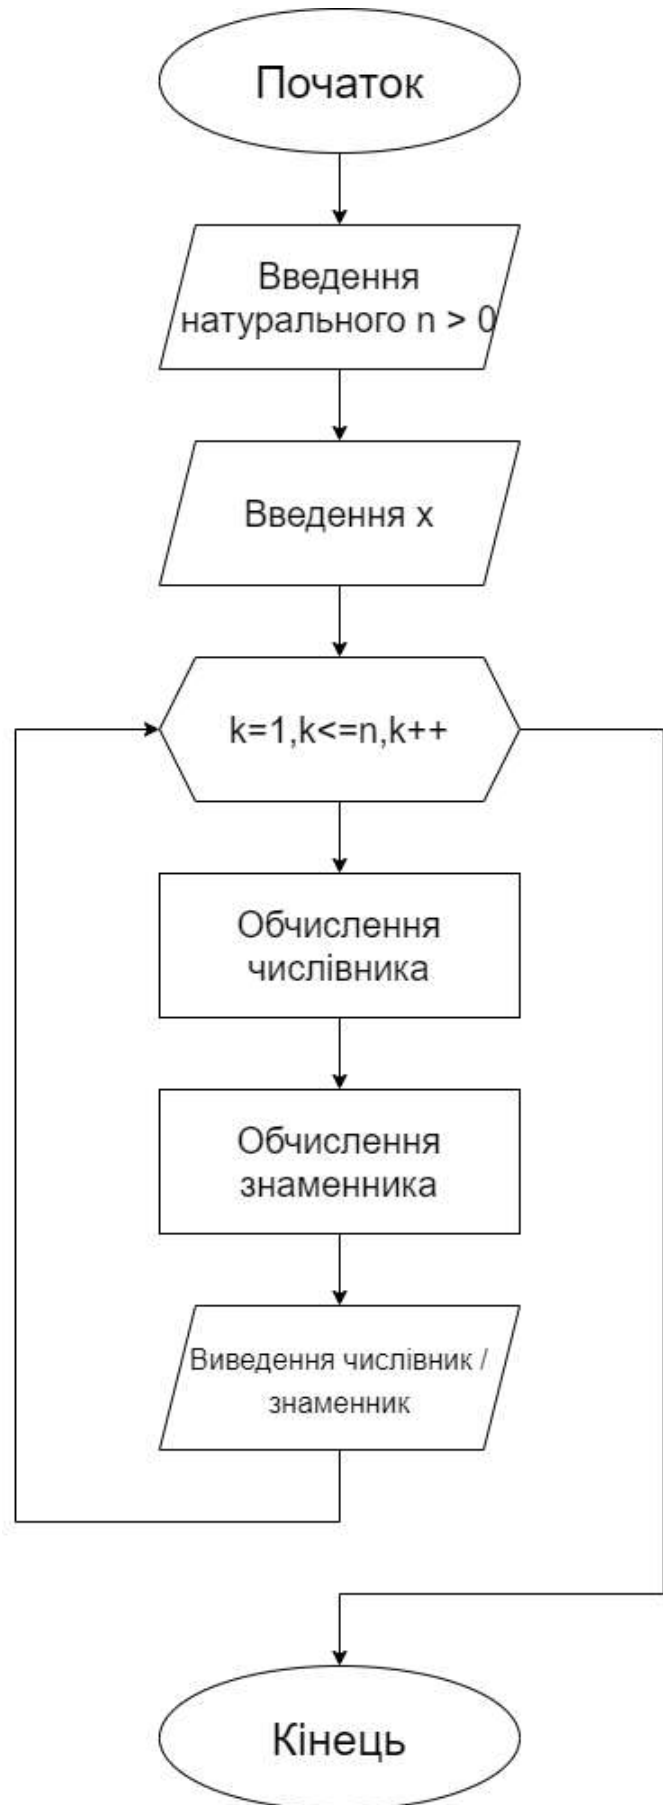 Початок
Введення
натурального n > 0
Введення x
k=1,k<=n,k++
Обчислення
числівника
Обчислення
знаменника
Виведення числівник /
знаменник
Кінець